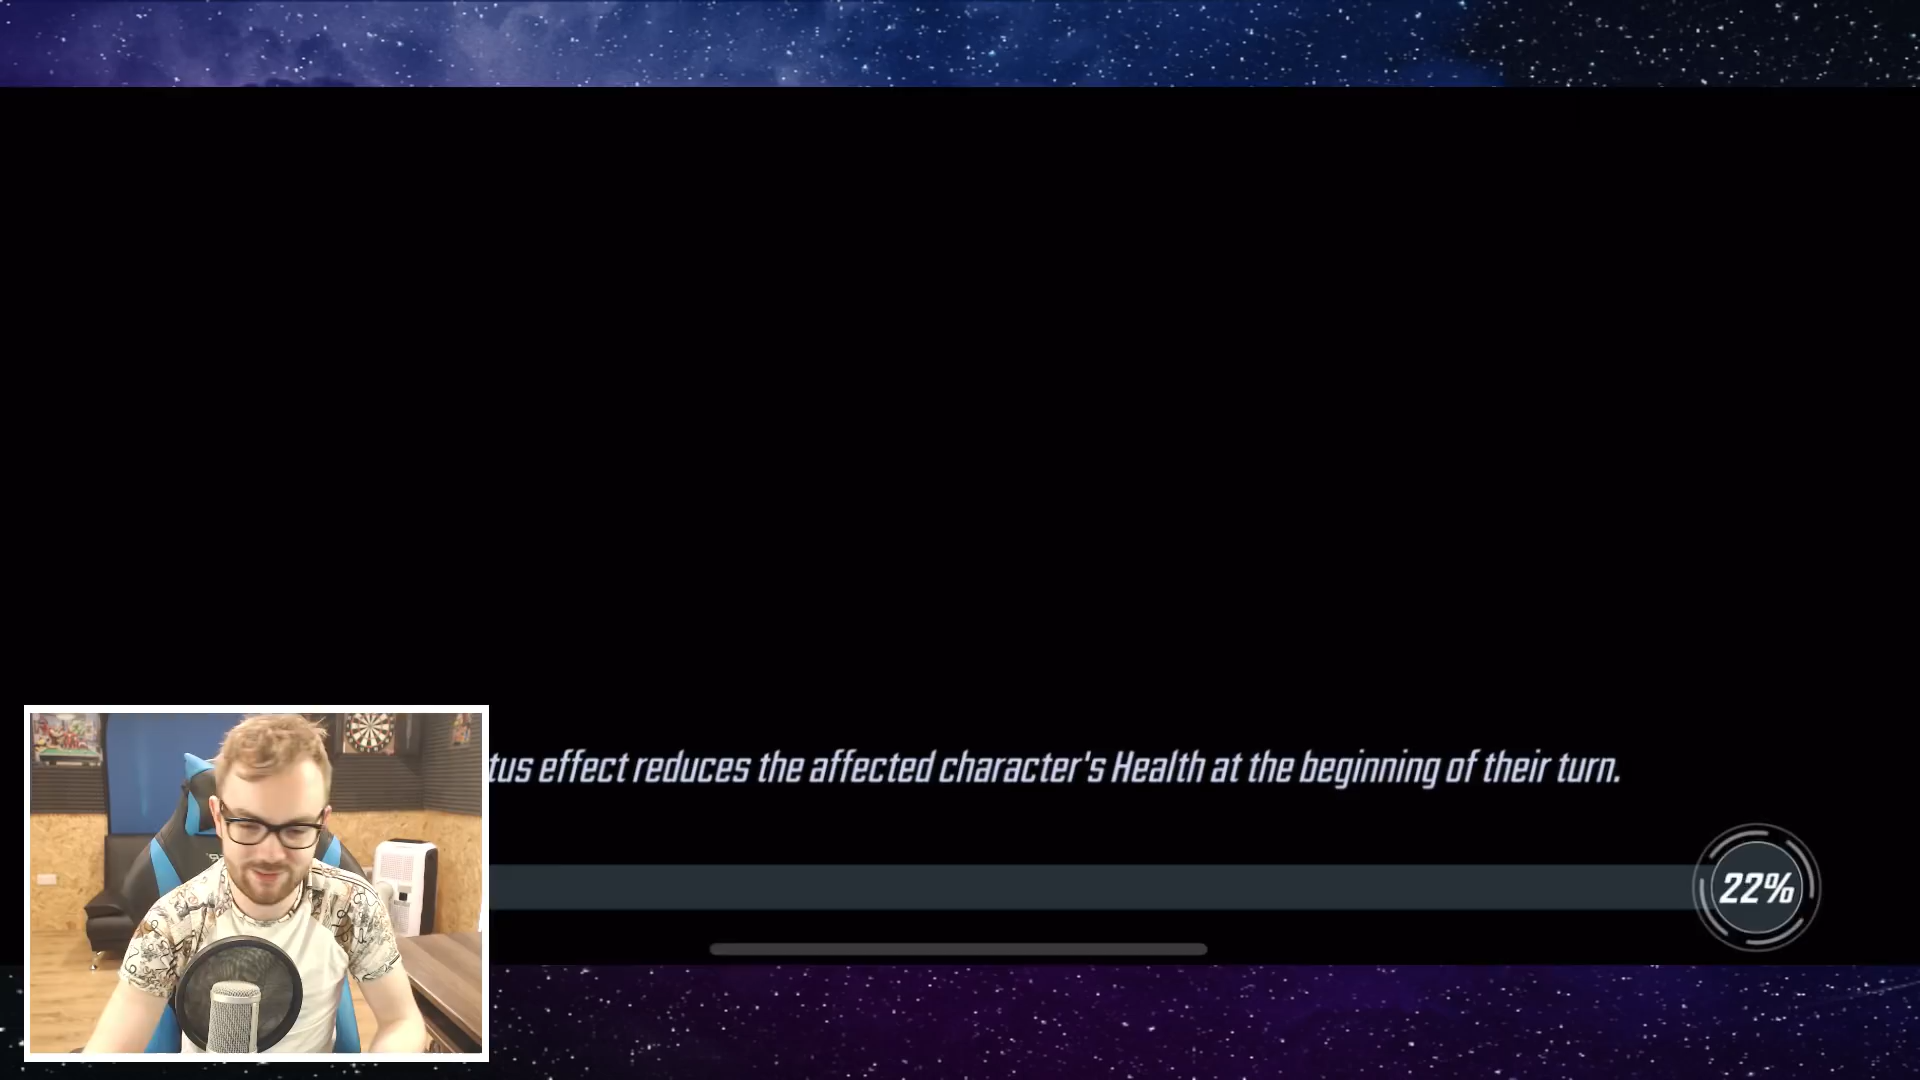 tus effect reduces the affected character's Health at the beginning of their turn.
22%